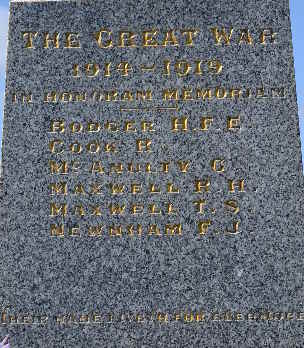 THE GREAT WAR
1914 - 1919
IN HONORAM MEMORIAM
BODGER H.F.E.
COOK R.
MCANULTY C.
MAXWELL R.H.
MAXWELL T.S.
NEWNHAM F.J.
THEIR NAME LIVETH FOR EVERMORE